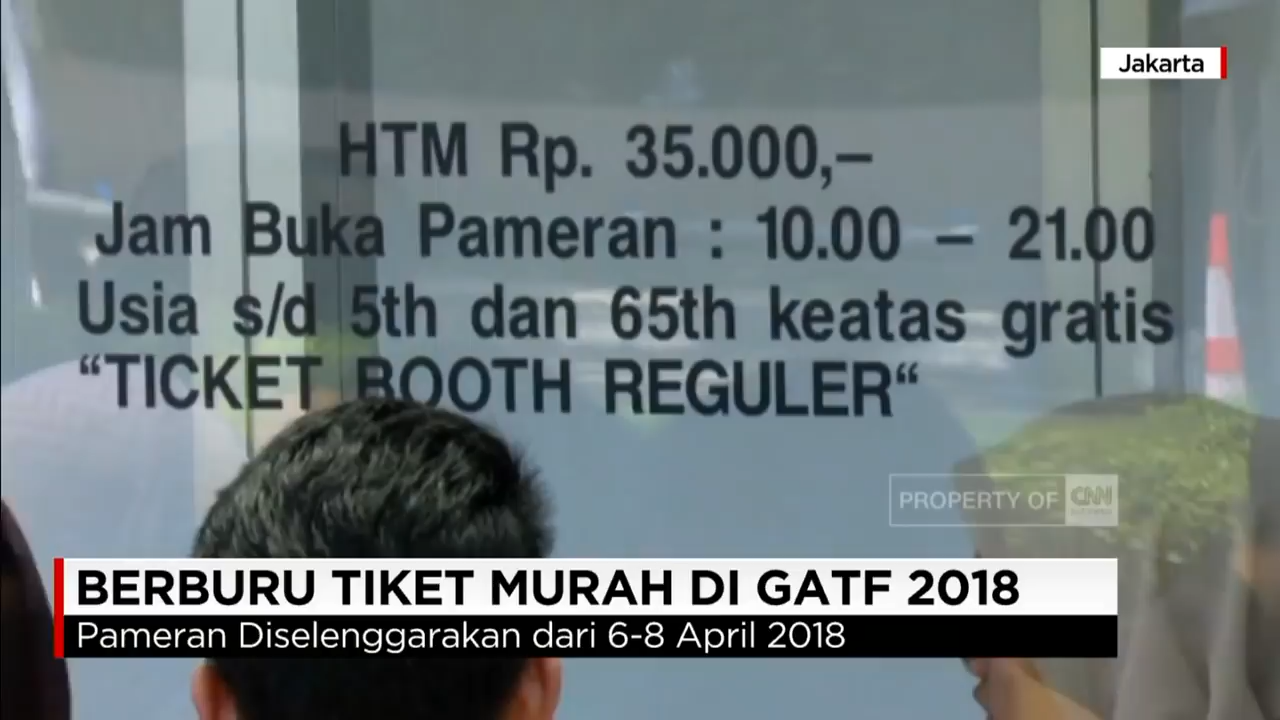 Jakarta
HTM Rp. 35.000,–
Jam Buka Pameran : 10.00 – 21.00
Usia s/d 5th dan 65th keatas gratis
“TICKET BOOTH REGULER“
PROPERTY OF CNN
BERBURU TIKET MURAH DI GATF 2018
Pameran Diselenggarakan dari 6-8 April 2018